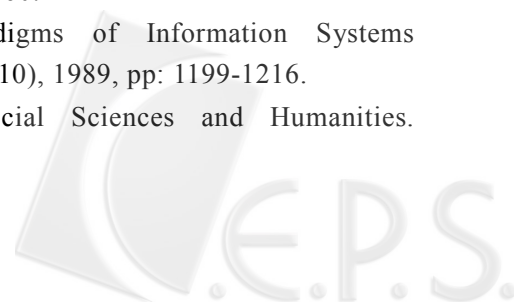 digms of Information Systems
10), 1989, pp: 1199-1216.
cial Sciences and Humanities.
C.E.P.S.